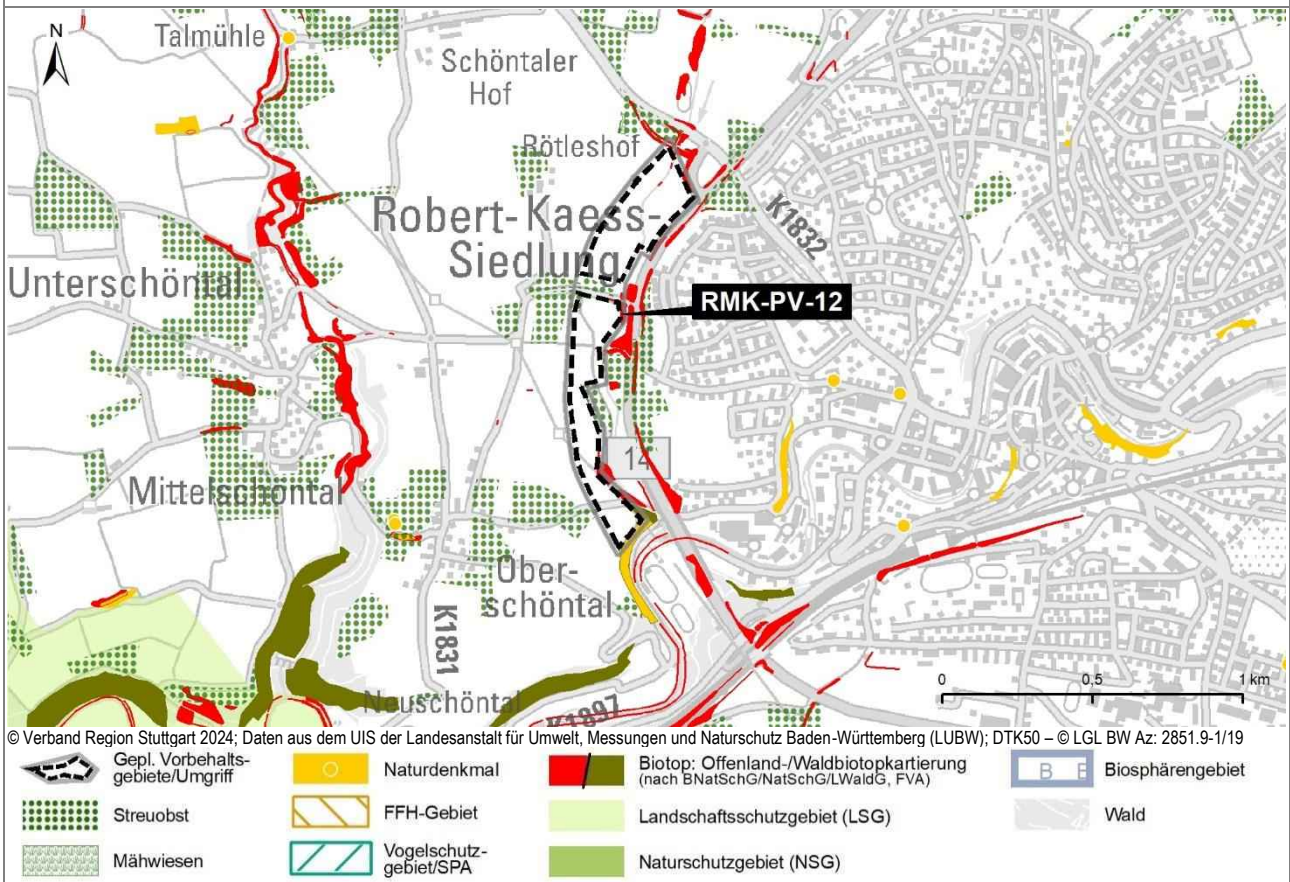 N
Talmühle
Schöntaler
Hof
Rötleshof
Robert-Kaess-
Siedlung
K1832
Unterschöntal
RMK-PV-12
14
Mittelschöntal
Ober-
schöntal
K1831
Neuschöntal
K1897
0 0,5 1 km
© Verband Region Stuttgart 2024; Daten aus dem UIS der Landesanstalt für Umwelt, Messungen und Naturschutz Baden-Württemberg (LUBW); DTK50 – © LGL BW Az: 2851.9-1/19
Gepl. Vorbehalts-
gebiete/Umgriff
Naturdenkmal
Biotop: Offenland-/Waldbiotopkartierung
(nach BNatSchG/NatSchG/LWaldG, FVA)
B B
Biosphärengebiet
Streuobst
FFH-Gebiet
Landschaftsschutzgebiet (LSG)
Wald
Mähwiesen
Vogelschutz-
gebiet/SPA
Naturschutzgebiet (NSG)